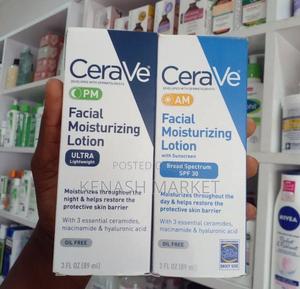 CeraVe
DEVELOPED WITH DERMATOLOGISTS
PM
Facial
Moisturizing
Lotion
ULTRA
Lightweight
Moisturizes throughout the
night & helps restore the
protective skin barrier
With 3 essential ceramides,
niacinamide & hyaluronic acid
OIL FREE
3 FL OZ (89 ml)
CeraVe
DEVELOPED WITH DERMATOLOGISTS
AM
Facial
Moisturizing
Lotion
with Sunscreen
Broad Spectrum
SPF 30
Moisturizes throughout the
day & helps restore the
protective skin barrier
With 3 essential ceramides,
niacinamide & hyaluronic acid
OIL FREE
3 FL OZ (89 ml)
POSTED
KENASH MARKET
NIVEA